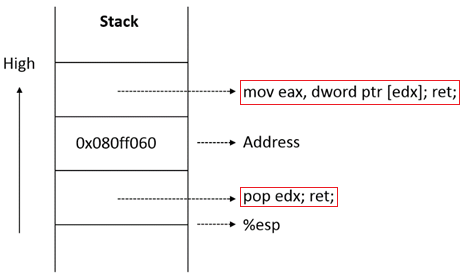 Stack
High
mov eax, dword ptr [edx]; ret;
0x080ff060
Address
pop edx; ret;
%esp